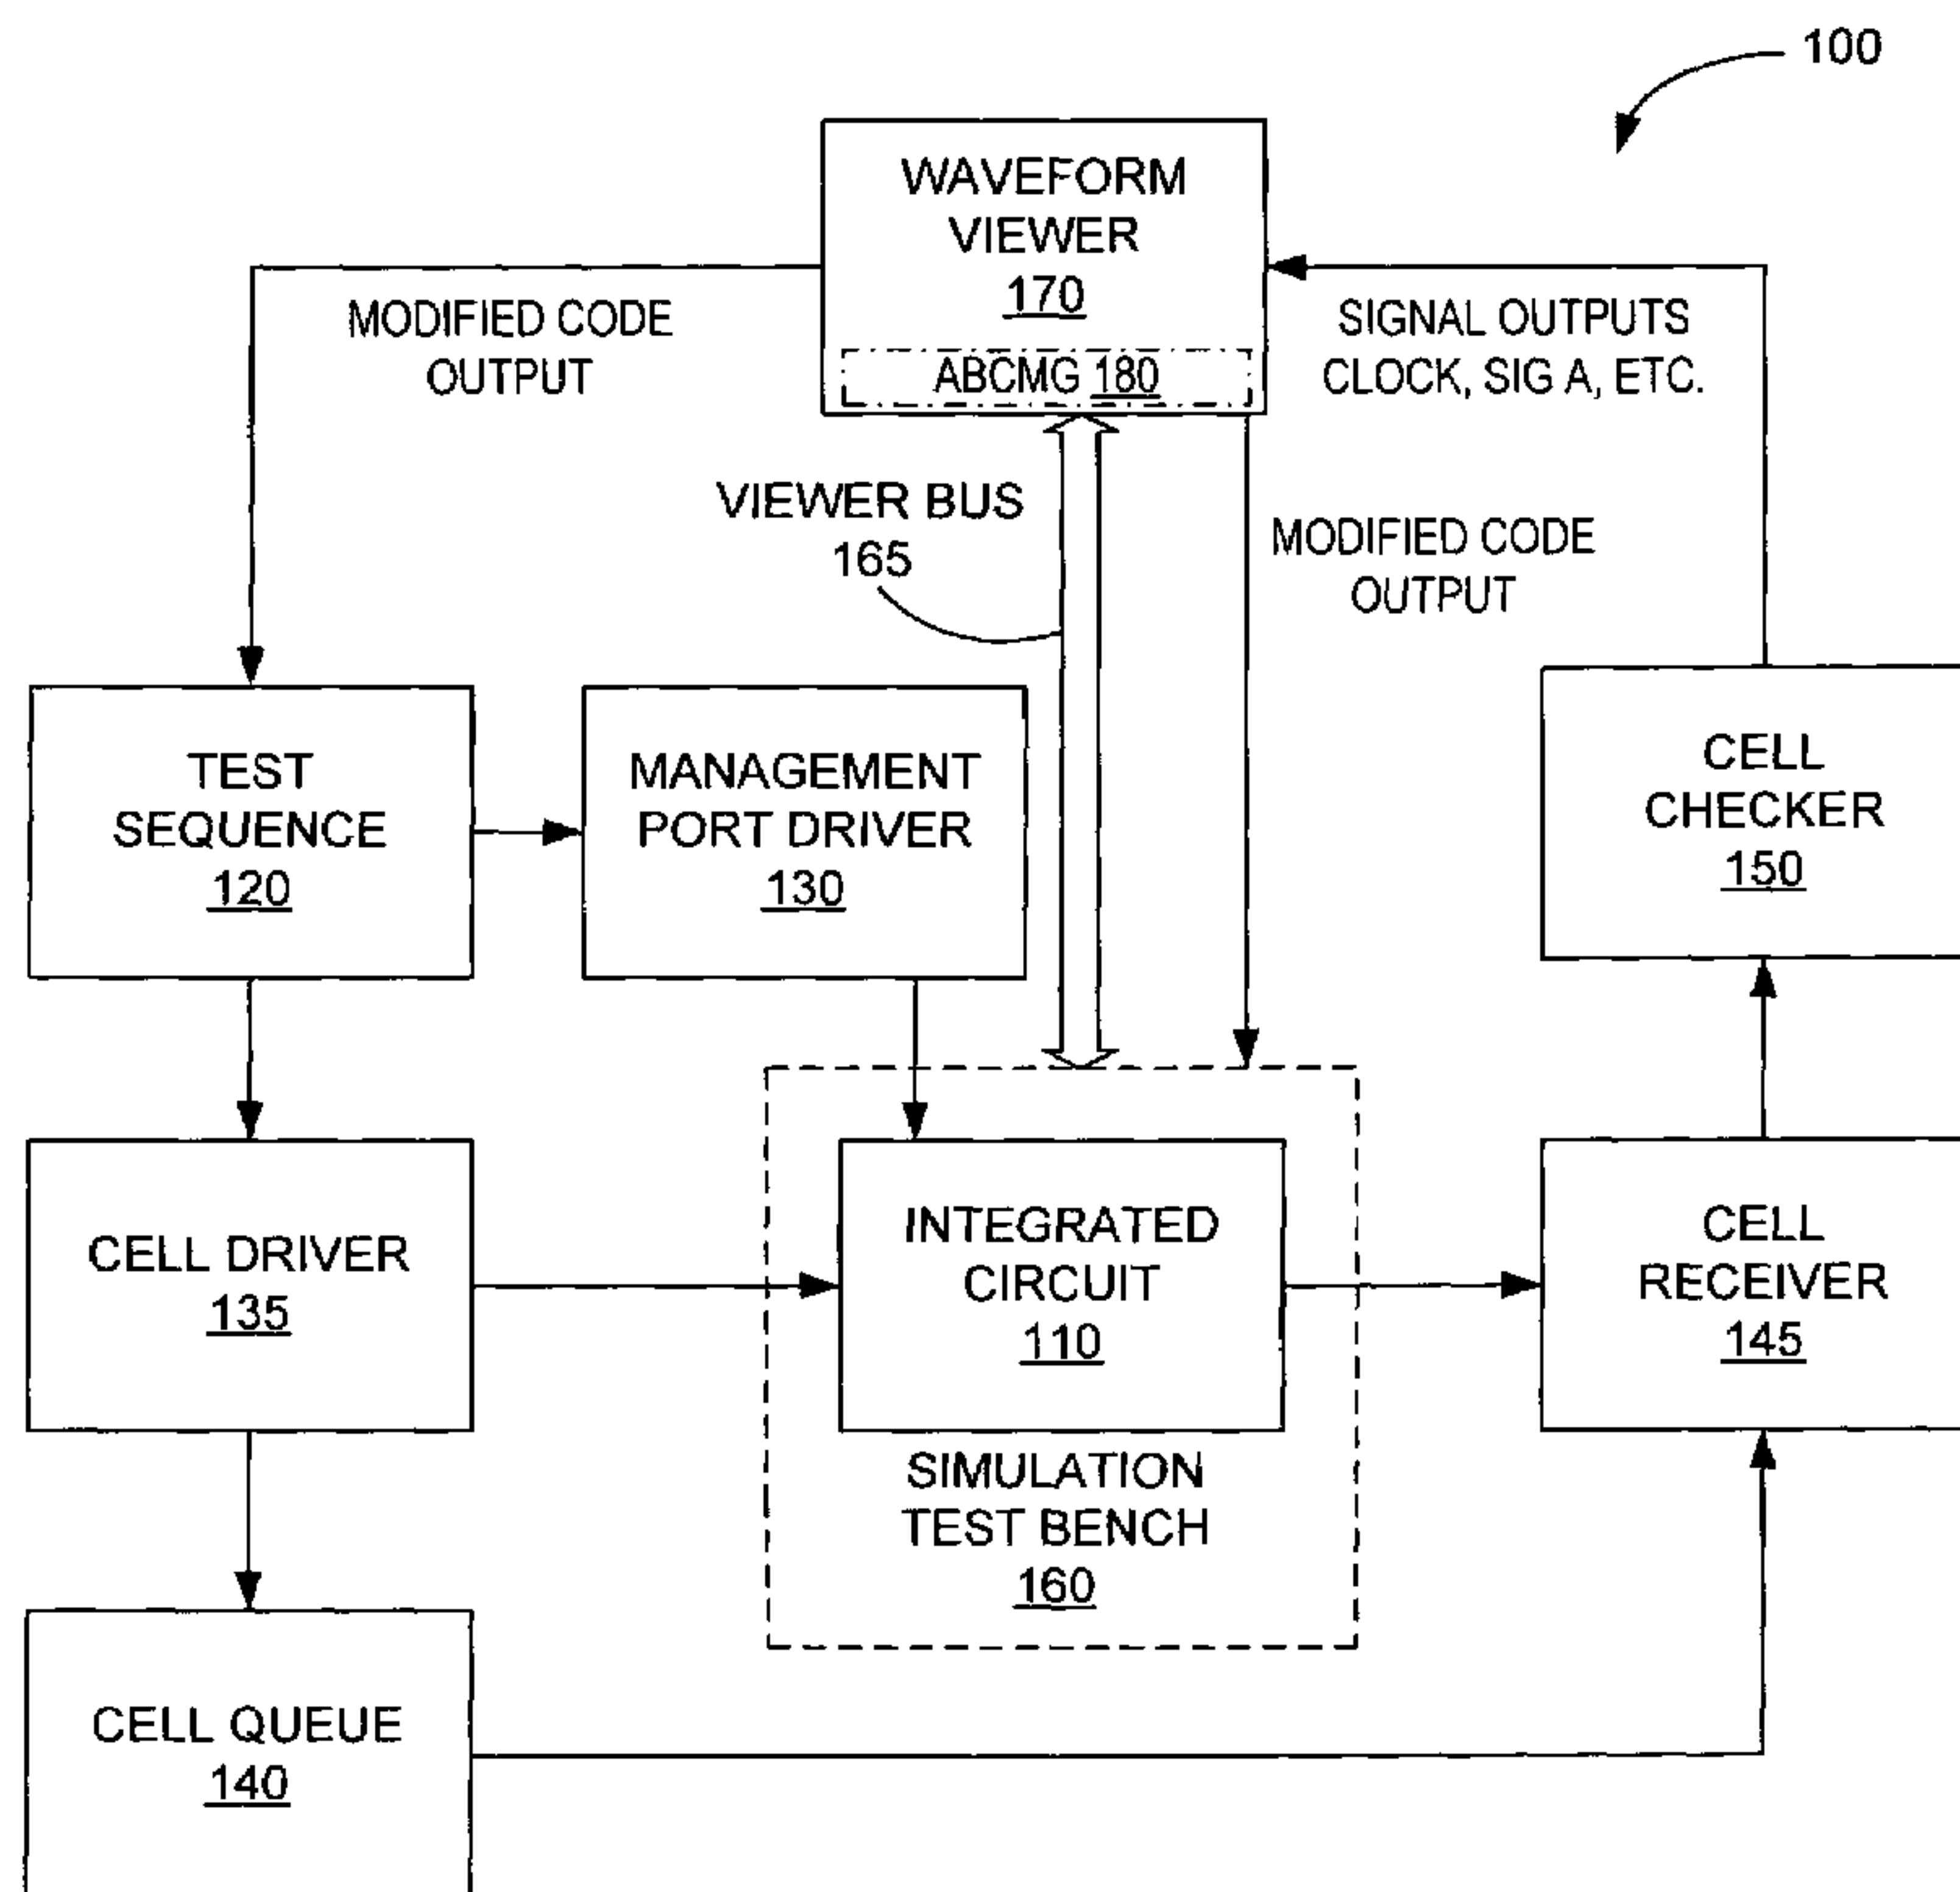 100
WAVEFORM
VIEWER
170
ABCMG 180
MODIFIED CODE
OUTPUT
SIGNAL OUTPUTS
CLOCK, SIG A, ETC.
VIEWER BUS
165
MODIFIED CODE
OUTPUT
TEST
SEQUENCE
120
MANAGEMENT
PORT DRIVER
130
CELL
CHECKER
150
CELL DRIVER
135
INTEGRATED
CIRCUIT
110
CELL
RECEIVER
145
SIMULATION
TEST BENCH
160
CELL QUEUE
140